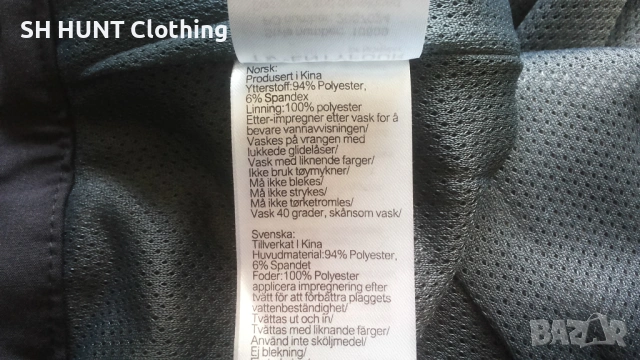 SH HUNT Clothing
Norsk:
Produsert i Kina
Ytterstoff:94% Polyester,
6% Spandex
Linning:100% polyester
Etter-impregner etter vask for å
bevare vannavvisningen/
Vaskes på vrangen med
lukkede glidelåser/
Vask med liknende farger/
Ikke bruk tøymykner/
Må ikke blekes/
Må ikke strykes/
Må ikke tørketromles/
Vask 40 grader, skånsom vask/
Svenska:
Tillverkat I Kina
Huvudmaterial:94% Polyester,
6% Spandet
Foder:100% Polyester
applicera impregnering efter
tvätt för att förbättra plaggets
vattenbeständighet/
Tvättas ut och in/
Tvättas med liknande färger/
Använd inte sköljmedel/
Ej blekning/
BAZAR